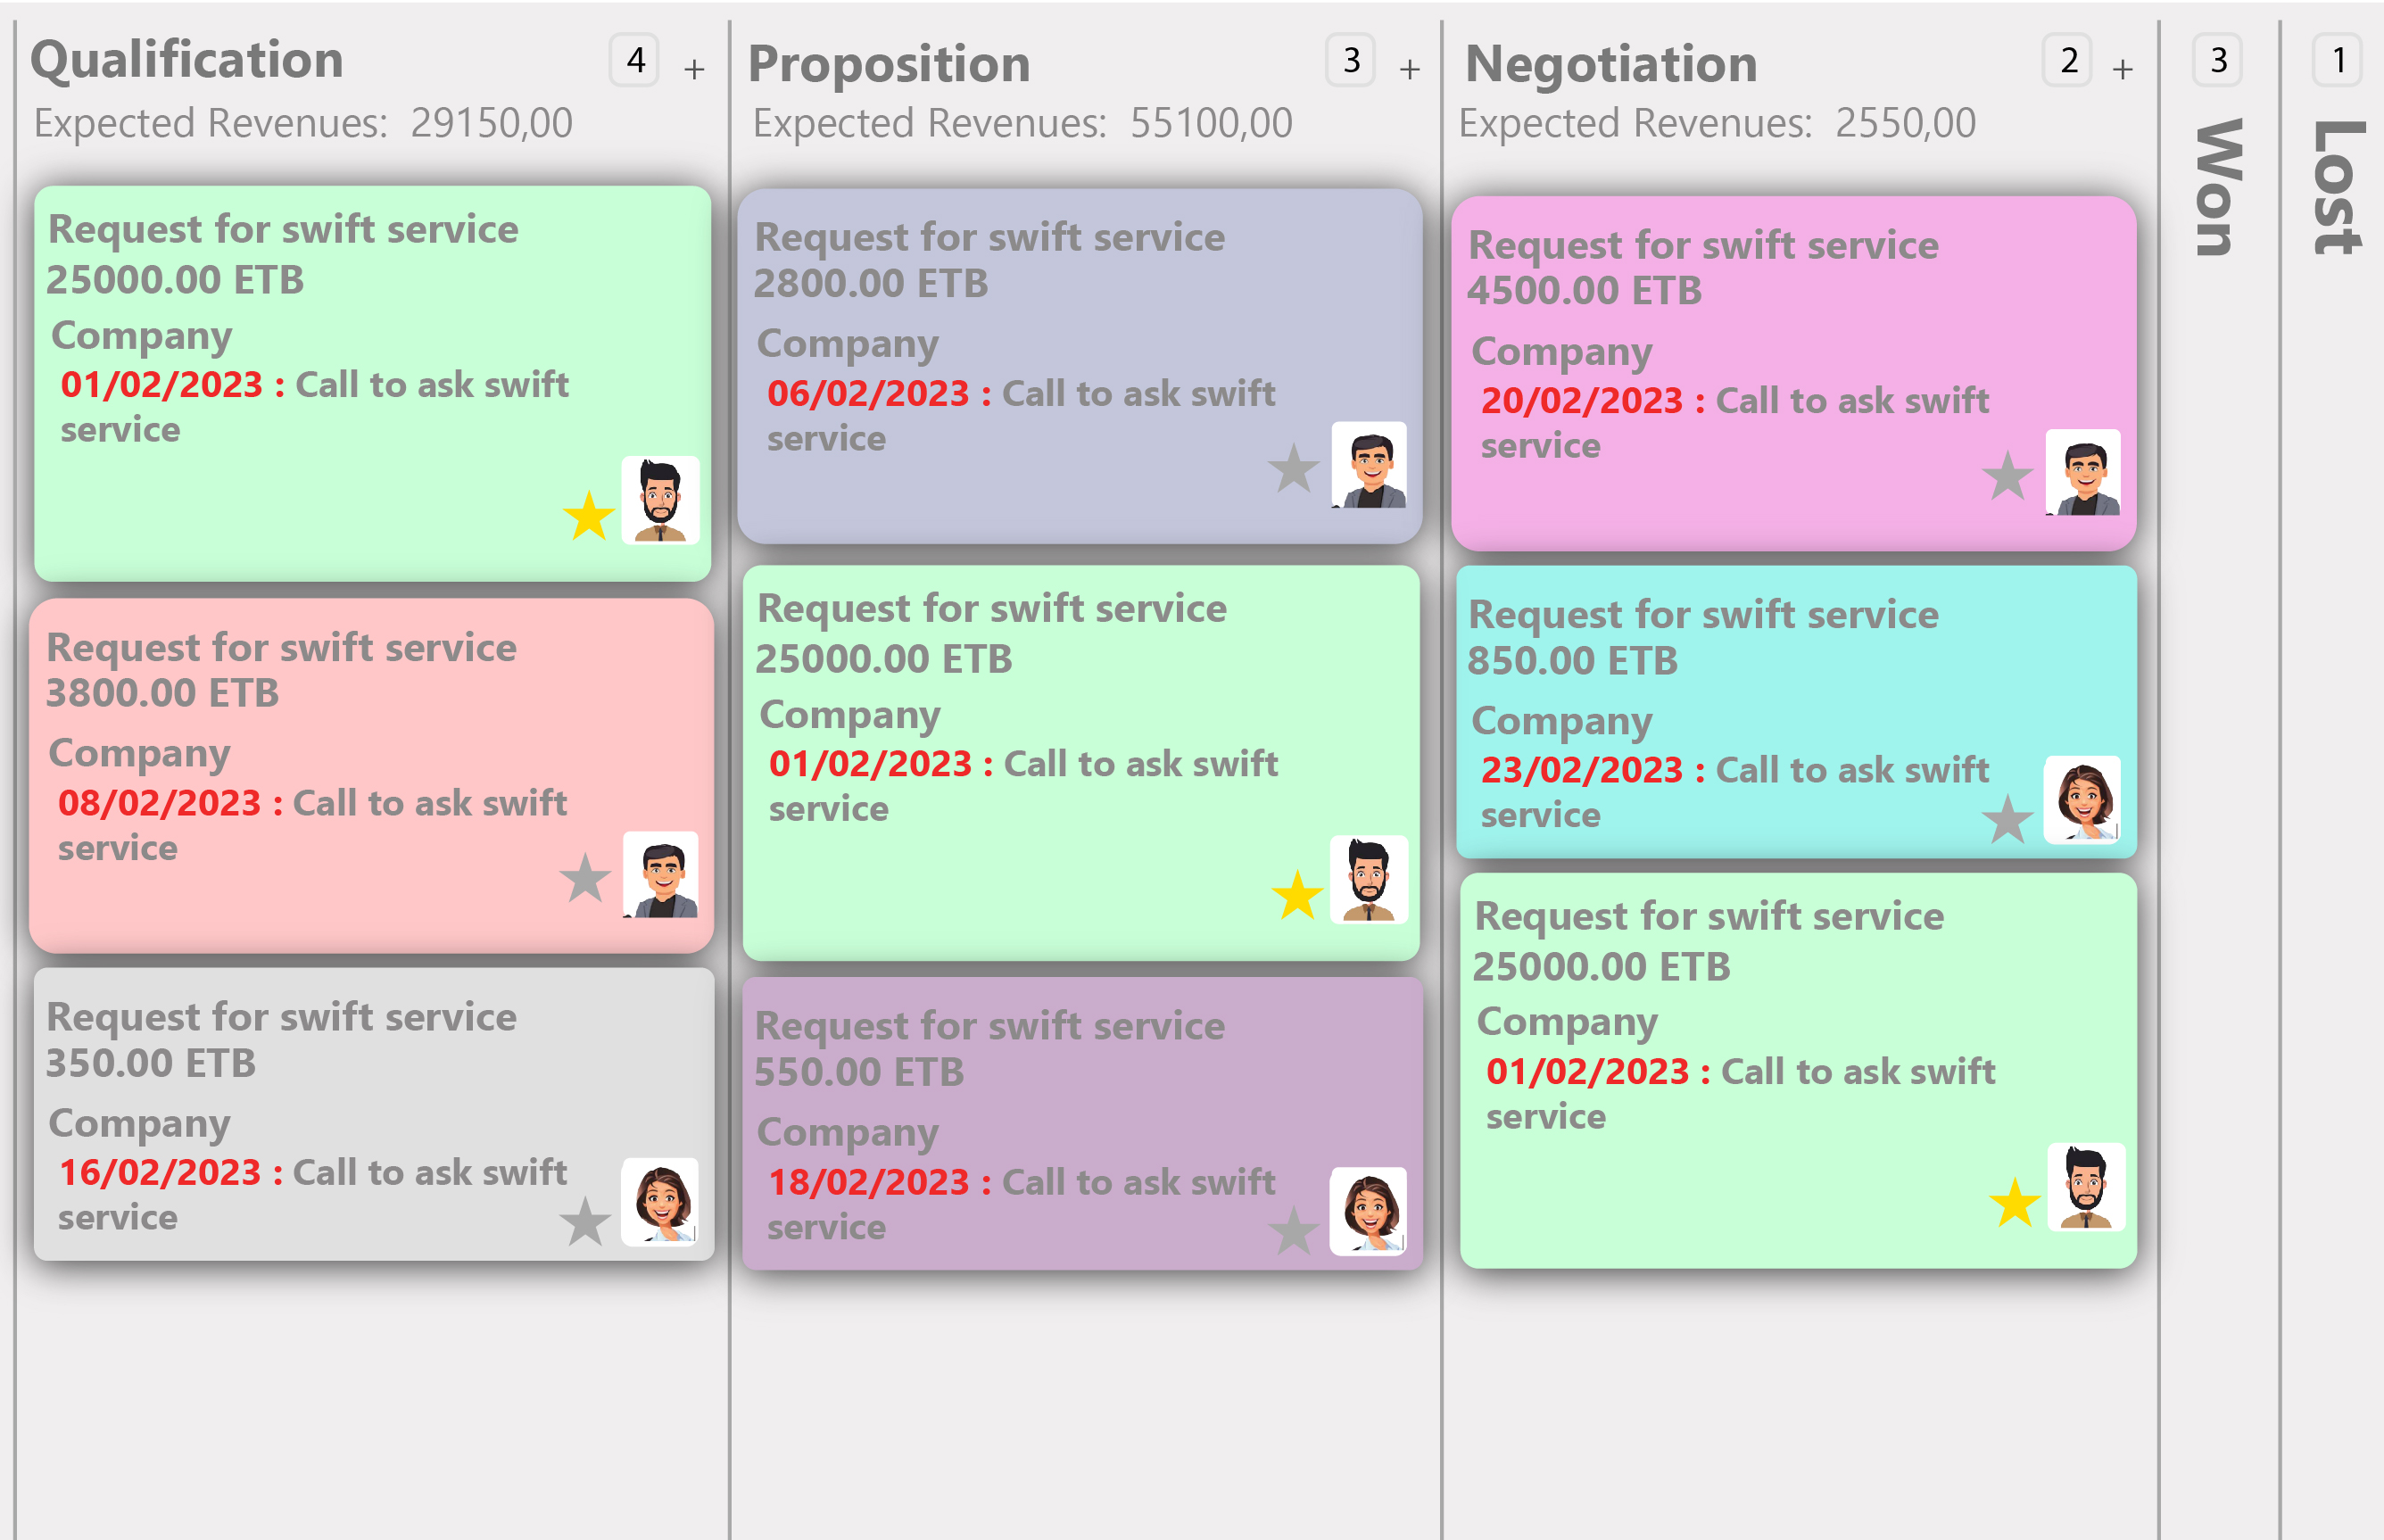 Qualification 4 +
Expected Revenues: 29150,00
Request for swift service
25000.00 ETB
Company
01/02/2023 : Call to ask swift
service
Request for swift service
3800.00 ETB
Company
08/02/2023 : Call to ask swift
service
Request for swift service
350.00 ETB
Company
16/02/2023 : Call to ask swift
service
Proposition 3 +
Expected Revenues: 55100,00
Request for swift service
2800.00 ETB
Company
06/02/2023 : Call to ask swift
service
Request for swift service
25000.00 ETB
Company
01/02/2023 : Call to ask swift
service
Request for swift service
550.00 ETB
Company
18/02/2023 : Call to ask swift
service
Negotiation 2 +
Expected Revenues: 2550,00
Request for swift service
4500.00 ETB
Company
20/02/2023 : Call to ask swift
service
Request for swift service
850.00 ETB
Company
23/02/2023 : Call to ask swift
service
Request for swift service
25000.00 ETB
Company
01/02/2023 : Call to ask swift
service
3
Won
1
Lost